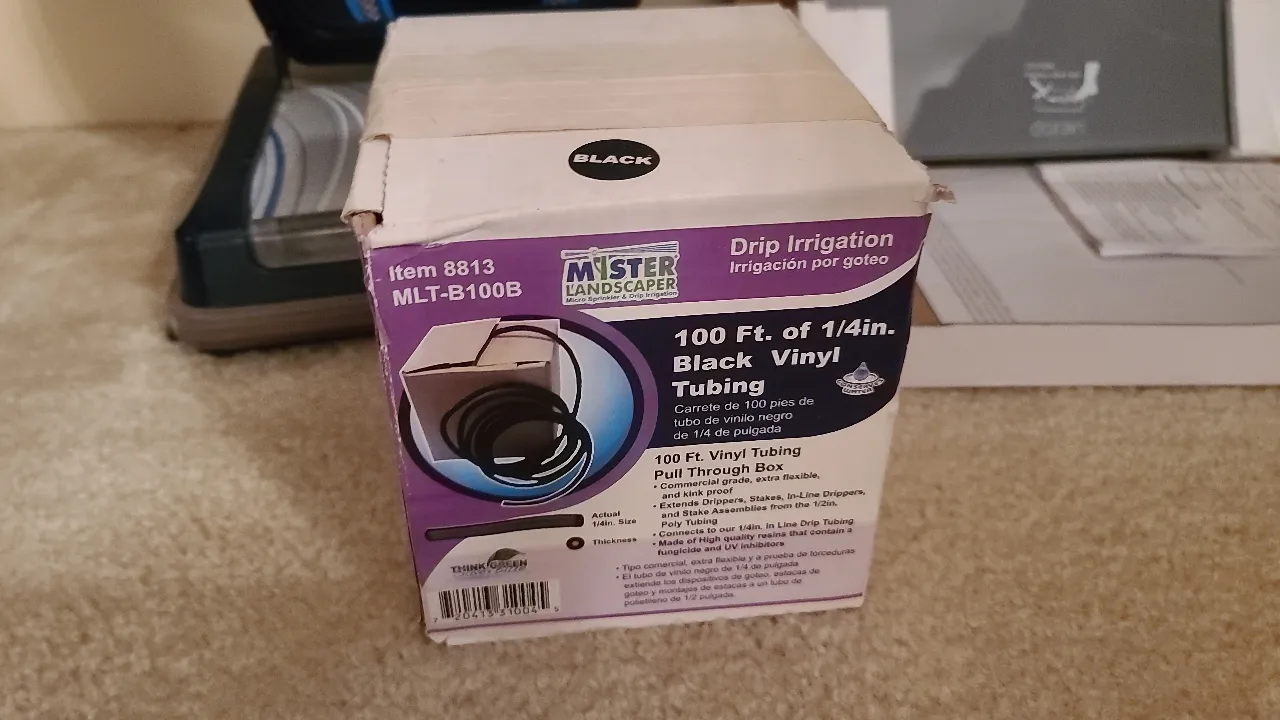 BLACK
Item 8813
MLT-B100B
MISTER
LANDSCAPER
Micro Sprinkler & Drip Irrigation
Drip Irrigation
Irrigación por goteo
100 Ft. of 1/4in.
Black Vinyl
Tubing
Carrete de 100 pies de
tubo de vinilo negro
de 1/4 de pulgada
100 Ft. Vinyl Tubing
Pull Through Box
• Commercial grade, extra flexible,
and kink proof
• Extends Drippers, Stakes, In-Line Drippers,
and Stake Assemblies from the 1/2in.
Poly Tubing
• Connects to our 1/4in. In Line Drip Tubing
• Made of High quality resins that contain a
fungicide and UV inhibitors
• Tipo comercial, extra flexible y a prueba de torceduras
• El tubo de vinilo negro de 1/4 de pulgada
extiende los dispositivos de goteo, estacas de
goteo y montajes de estacas a un tubo de
polietileno de 1/2 pulgada.
Actual
1/4in. Size
Thickness
THINK GREEN
7 20413 31004 5